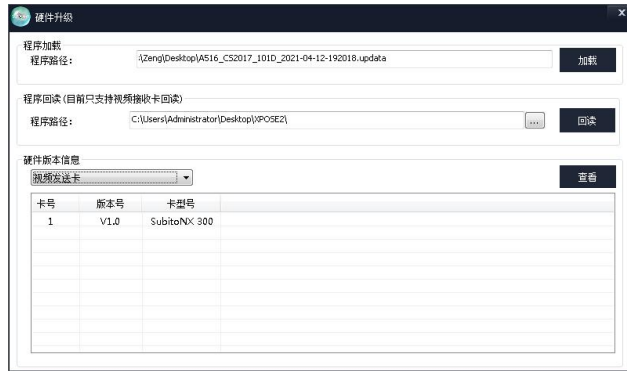 硬件升级
x
程序加载
程序路径:
:\Zeng\Desktop\A516_C52017_101D_2021-04-12-192018.updata
加载
程序回读(目前只支持视频接收卡回读)
程序路径:
C:\Users\Administrator\Desktop\XPOSE2\
...
回读
硬件版本信息
视频发送卡
查看
卡号 版本号 卡型号
1 V1.0 SubitoNX 300